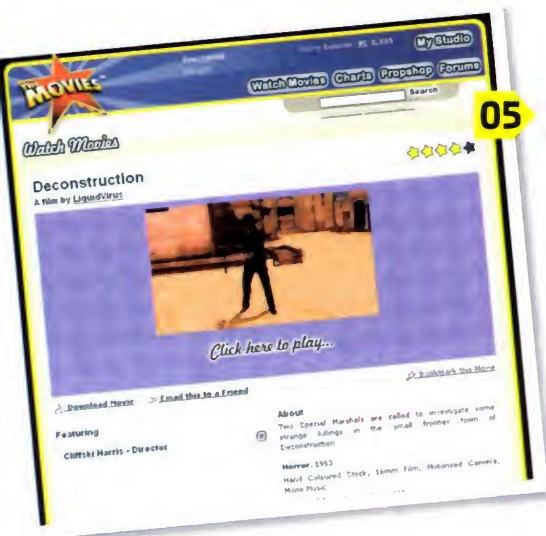 My Studio
MOVIES
Watch Movies Charts Propshop Forums
Search
05
Watch Movies
Deconstruction
A film by LiquidVirus
Click here to play...
Bookmark this Movie
Download Movie Email this to a Friend
Featuring
About
Cliffski Harris - Director
Two Special Marshals are called to investigate some
strange killings in the small frontier town of
Deconstruction
Horror, 1953
Hand Coloured Stock, 16mm Film, Motorised Camera,
Mono Music